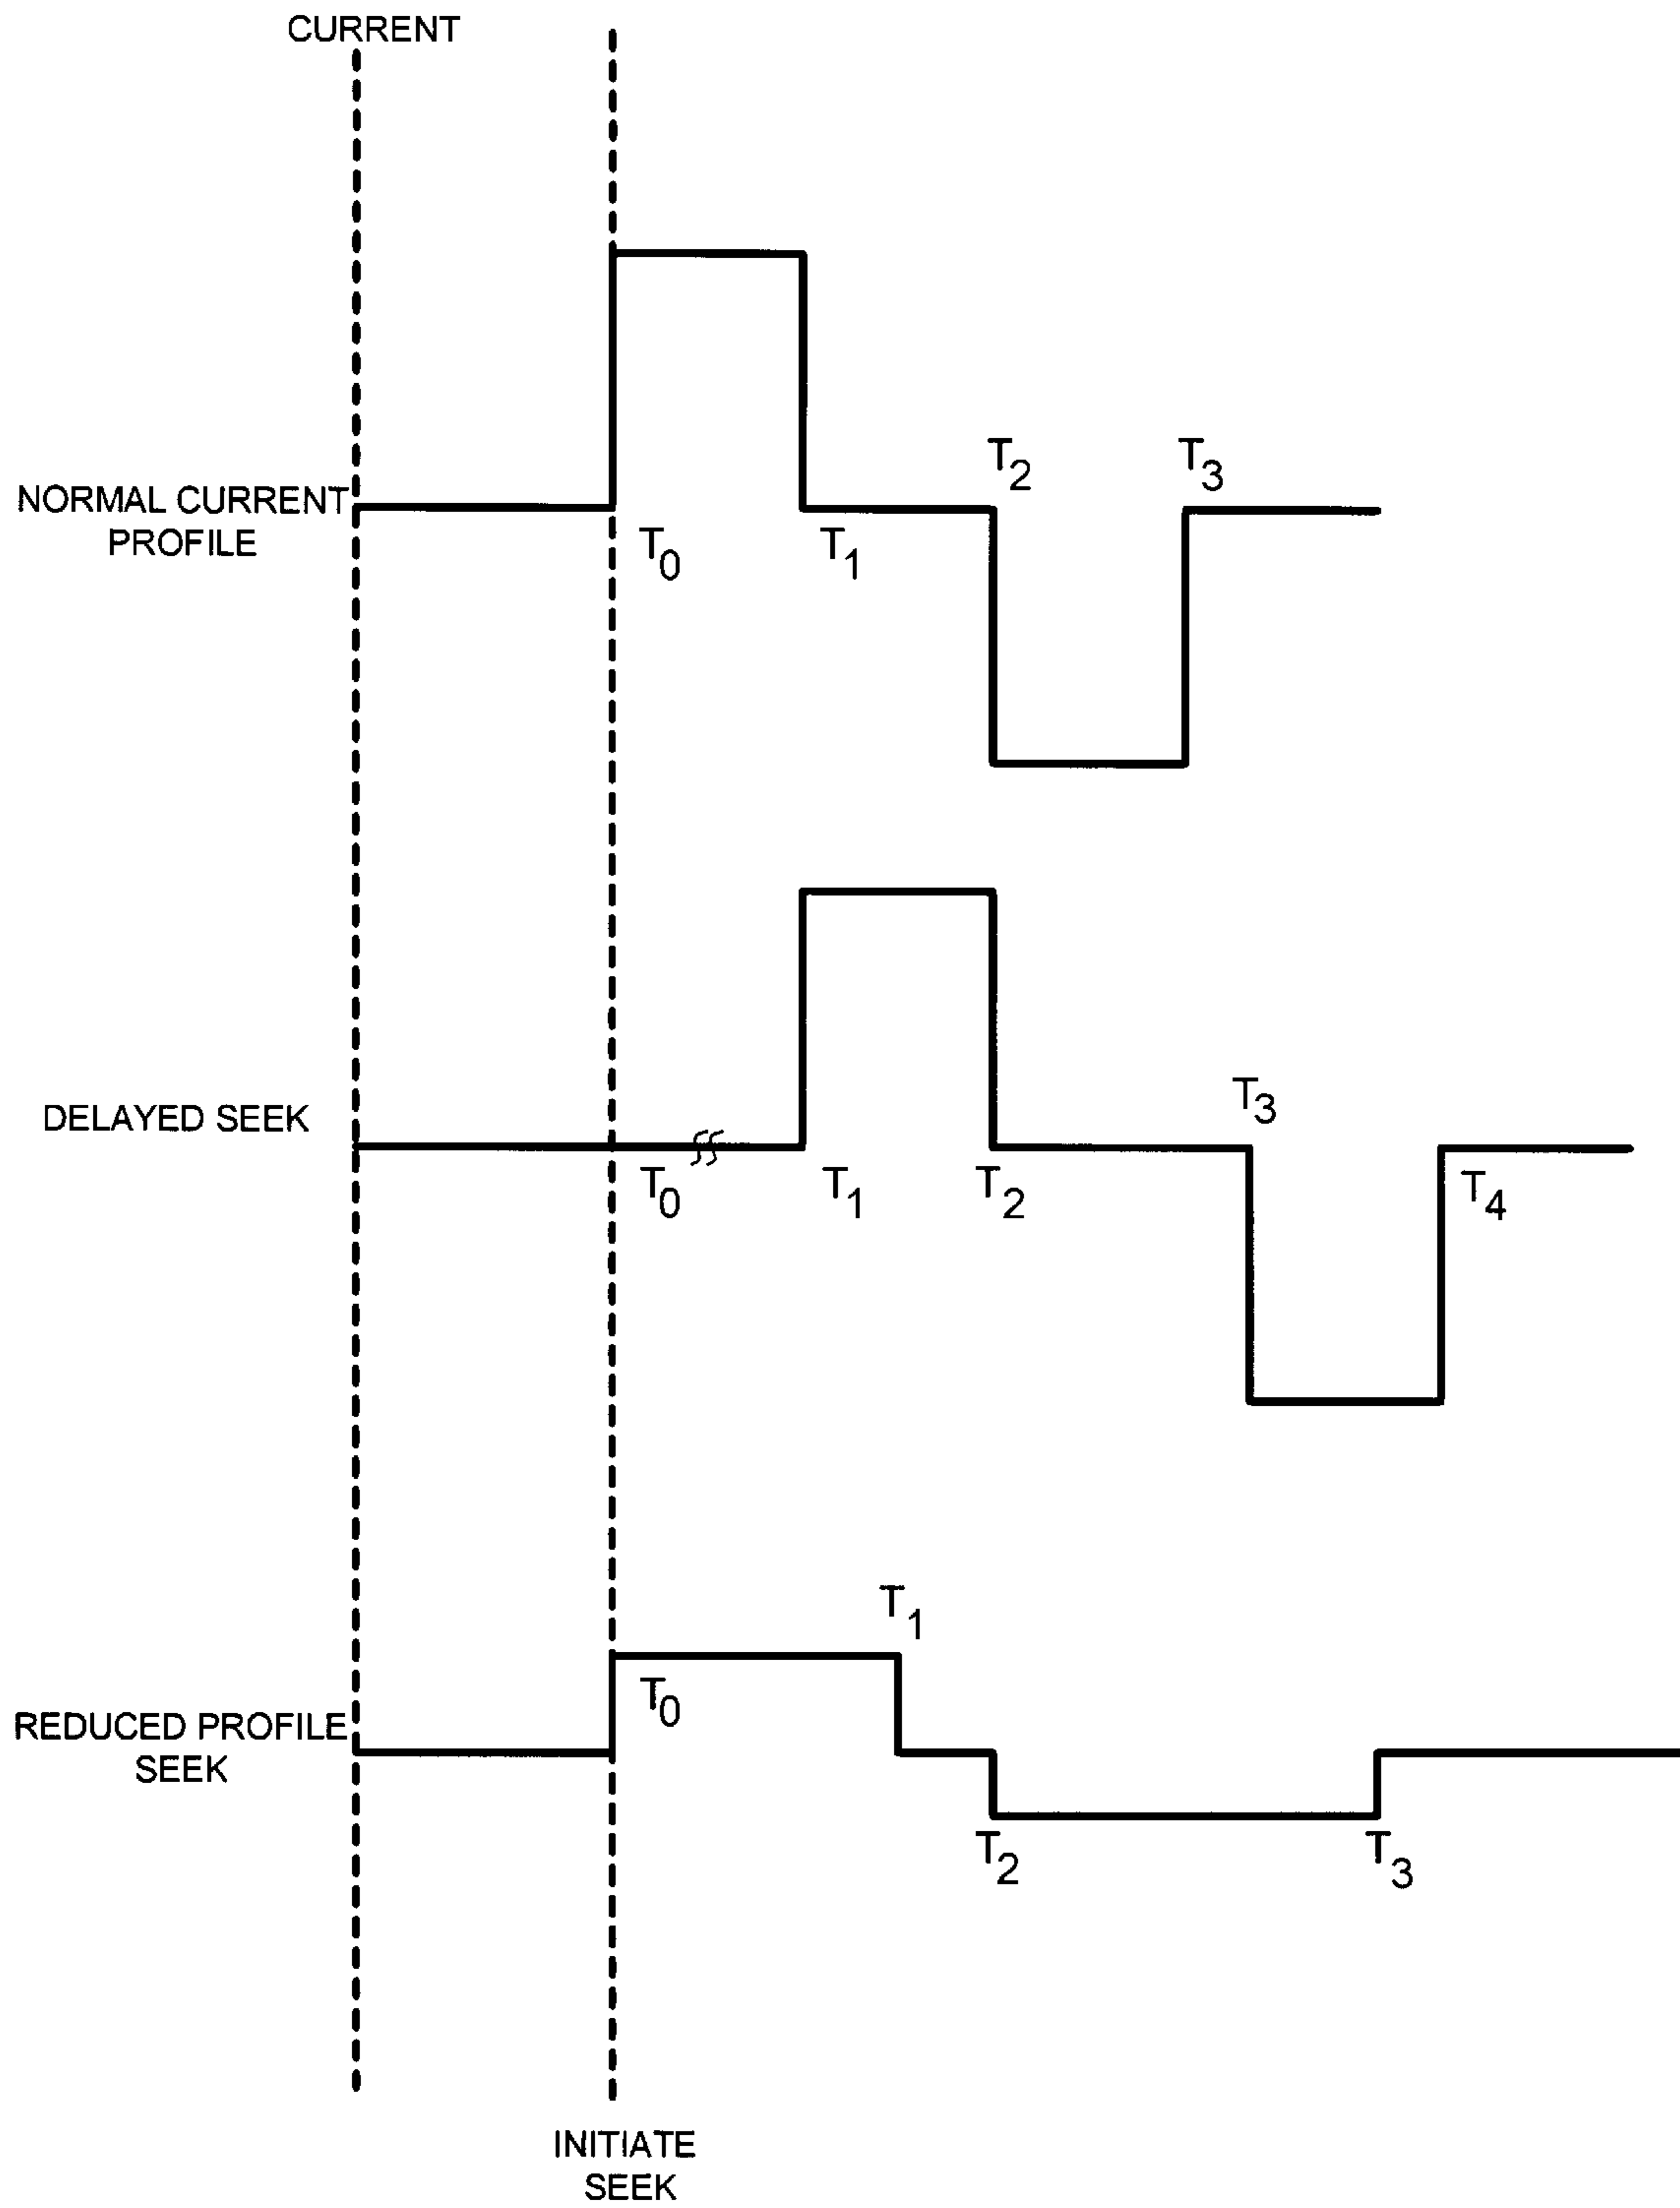 CURRENT
T2 T3
NORMAL CURRENT
PROFILE
T0 T1
T3
DELAYED SEEK
T0 T1 T2 T4
T1
T0
REDUCED PROFILE
SEEK
T2 T3
INITIATE
SEEK